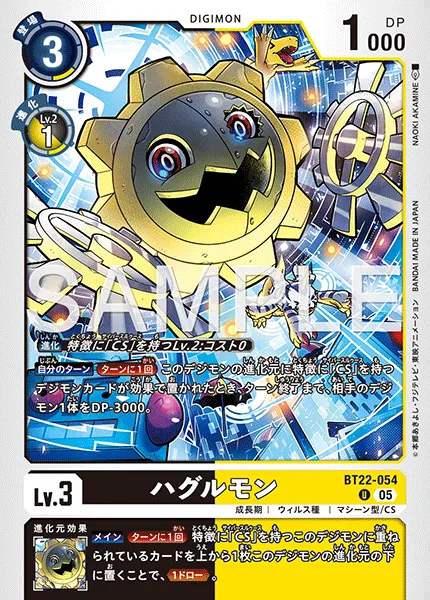 登場
3
DIGIMON
1000
DP
進化
Lv.2
1
NAOKI AKAMINE
BANDAI MADE IN JAPAN
©本郷あきよし・フジテレビ・東映アニメーション
SAMPLE
進化 特徴に「CS」を持つLv.2:コスト0
自分のターン ターンに1回 このデジモンの進化元に特徴に「CS」を持つ
デジモンカードが効果で置かれたとき、ターン終了まで、相手のデジ
モン1体をDP-3000。
BT22-054
Lv.3
ハグルモン
U 05
成長期 | ウィルス種 | マシーン型/CS
進化元効果
メイン ターンに1回 特徴に「CS」を持つこのデジモンに重ね
られているカードを上から1枚このデジモンの進化元の下
に置くことで、1ドロー。